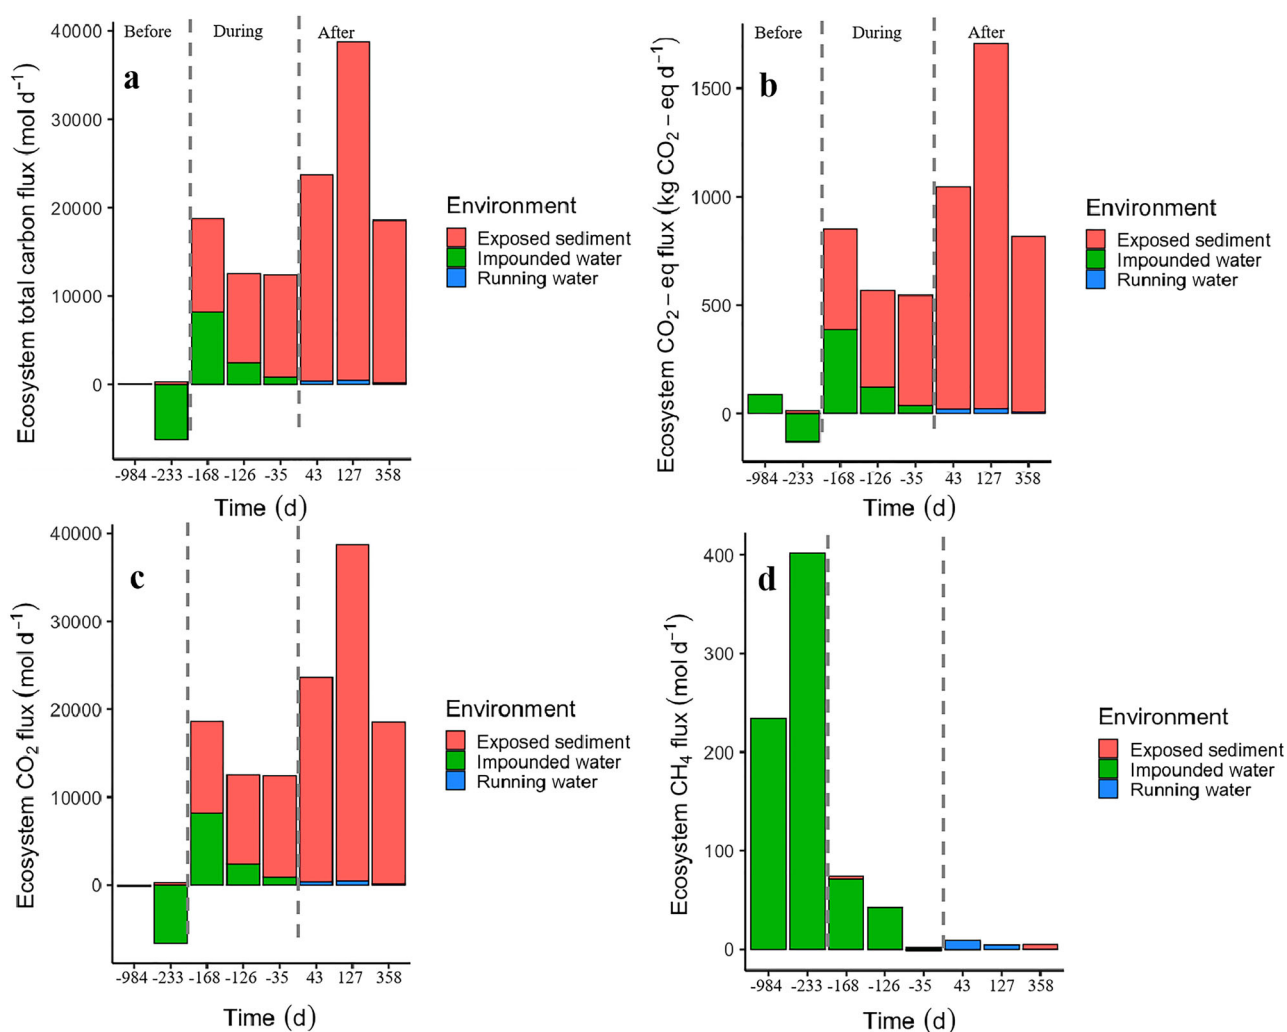 a
Before During After
Ecosystem total carbon flux (mol d⁻¹)
40000
30000
20000
10000
0
-984 -233 -168 -126 -35 43 127 358
Time (d)
Environment
Exposed sediment
Impounded water
Running water
b
Before During After
Ecosystem CO₂ – eq flux (kg CO₂ – eq d⁻¹)
1500
1000
500
0
-984 -233 -168 -126 -35 43 127 358
Time (d)
Environment
Exposed sediment
Impounded water
Running water
c
Ecosystem CO₂ flux (mol d⁻¹)
40000
30000
20000
10000
0
-984 -233 -168 -126 -35 43 127 358
Time (d)
Environment
Exposed sediment
Impounded water
Running water
d
Ecosystem CH₄ flux (mol d⁻¹)
400
300
200
100
0
-984 -233 -168 -126 -35 43 127 358
Time (d)
Environment
Exposed sediment
Impounded water
Running water